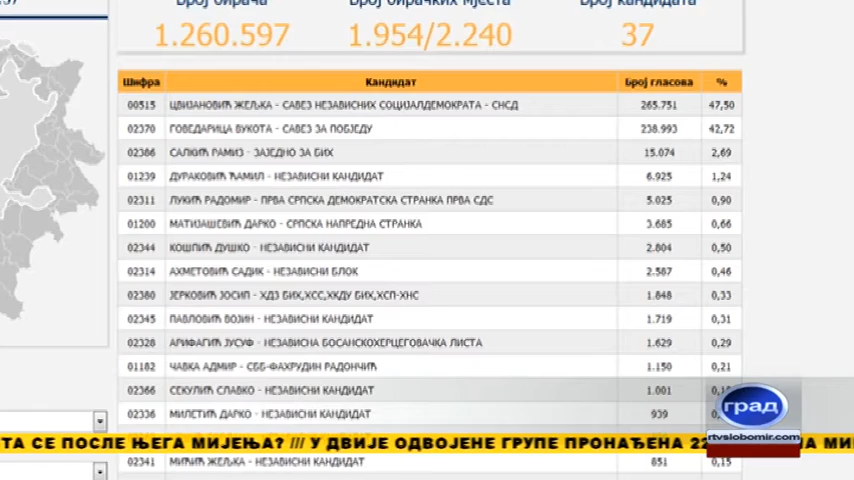 Број бирача Број бирачких мјеста Број кандидата
1.260.597 1.954/2.240 37
Шифра Кандидат Број гласова %
00515 ЦВИЈАНОВИЋ ЖЕЉКА - САВЕЗ НЕЗАВИСНИХ СОЦИЈАЛДЕМОКРАТА - СНСД 265.751 47,50
02370 ГОВЕДАРИЦА ВУКОТА - САВЕЗ ЗА ПОБЈЕДУ 238.993 42,72
02386 САЛКИЋ РАМИЗ - ЗАЈЕДНО ЗА БИХ 15.074 2,69
01239 ДУРАКОВИЋ ЋАМИЛ - НЕЗАВИСНИ КАНДИДАТ 6.925 1,24
02311 ЛУКИЋ РАДОМИР - ПРВА СРПСКА ДЕМОКРАТСКА СТРАНКА ПРВА СДС 5.025 0,90
01200 МАТИЈАШЕВИЋ ДАРКО - СРПСКА НАПРЕДНА СТРАНКА 3.685 0,66
02344 КОШПИЋ ДУШКО - НЕЗАВИСНИ КАНДИДАТ 2.804 0,50
02314 АХМЕТОВИЋ САДИК - НЕЗАВИСНИ БЛОК 2.587 0,46
02380 ЈЕРКОВИЋ ЈОСИП - ХДЗ БИХ,ХСС,ХКДУ БИХ,ХСП-ХНС 1.848 0,33
02345 ПАВЛОВИЋ ВОЈИН - НЕЗАВИСНИ КАНДИДАТ 1.719 0,31
02328 АРИФАГИЋ ЈУСУФ - НЕЗАВИСНА БОСАНСКОХЕРЦЕГОВАЧКА ЛИСТА 1.629 0,29
01182 ЧАВКА АДМИР - СББ-ФАХРУДИН РАДОНЧИЋ 1.150 0,21
02366 СЕКУЛИЋ СЛАВКО - НЕЗАВИСНИ КАНДИДАТ 1.001
02336 МИЛЕТИЋ ДАРКО - НЕЗАВИСНИ КАНДИДАТ 939
град
ТА СЕ ПОСЛЕ ЊЕГА МИЈЕЊА? /// У ДВИЈЕ ОДВОЈЕНЕ ГРУПЕ ПРОНАЂЕНА 22
rtvslobomir.com
02341 МИЋИЋ ЖЕЉКА - НЕЗАВИСНИ КАНДИДАТ 851 0,15